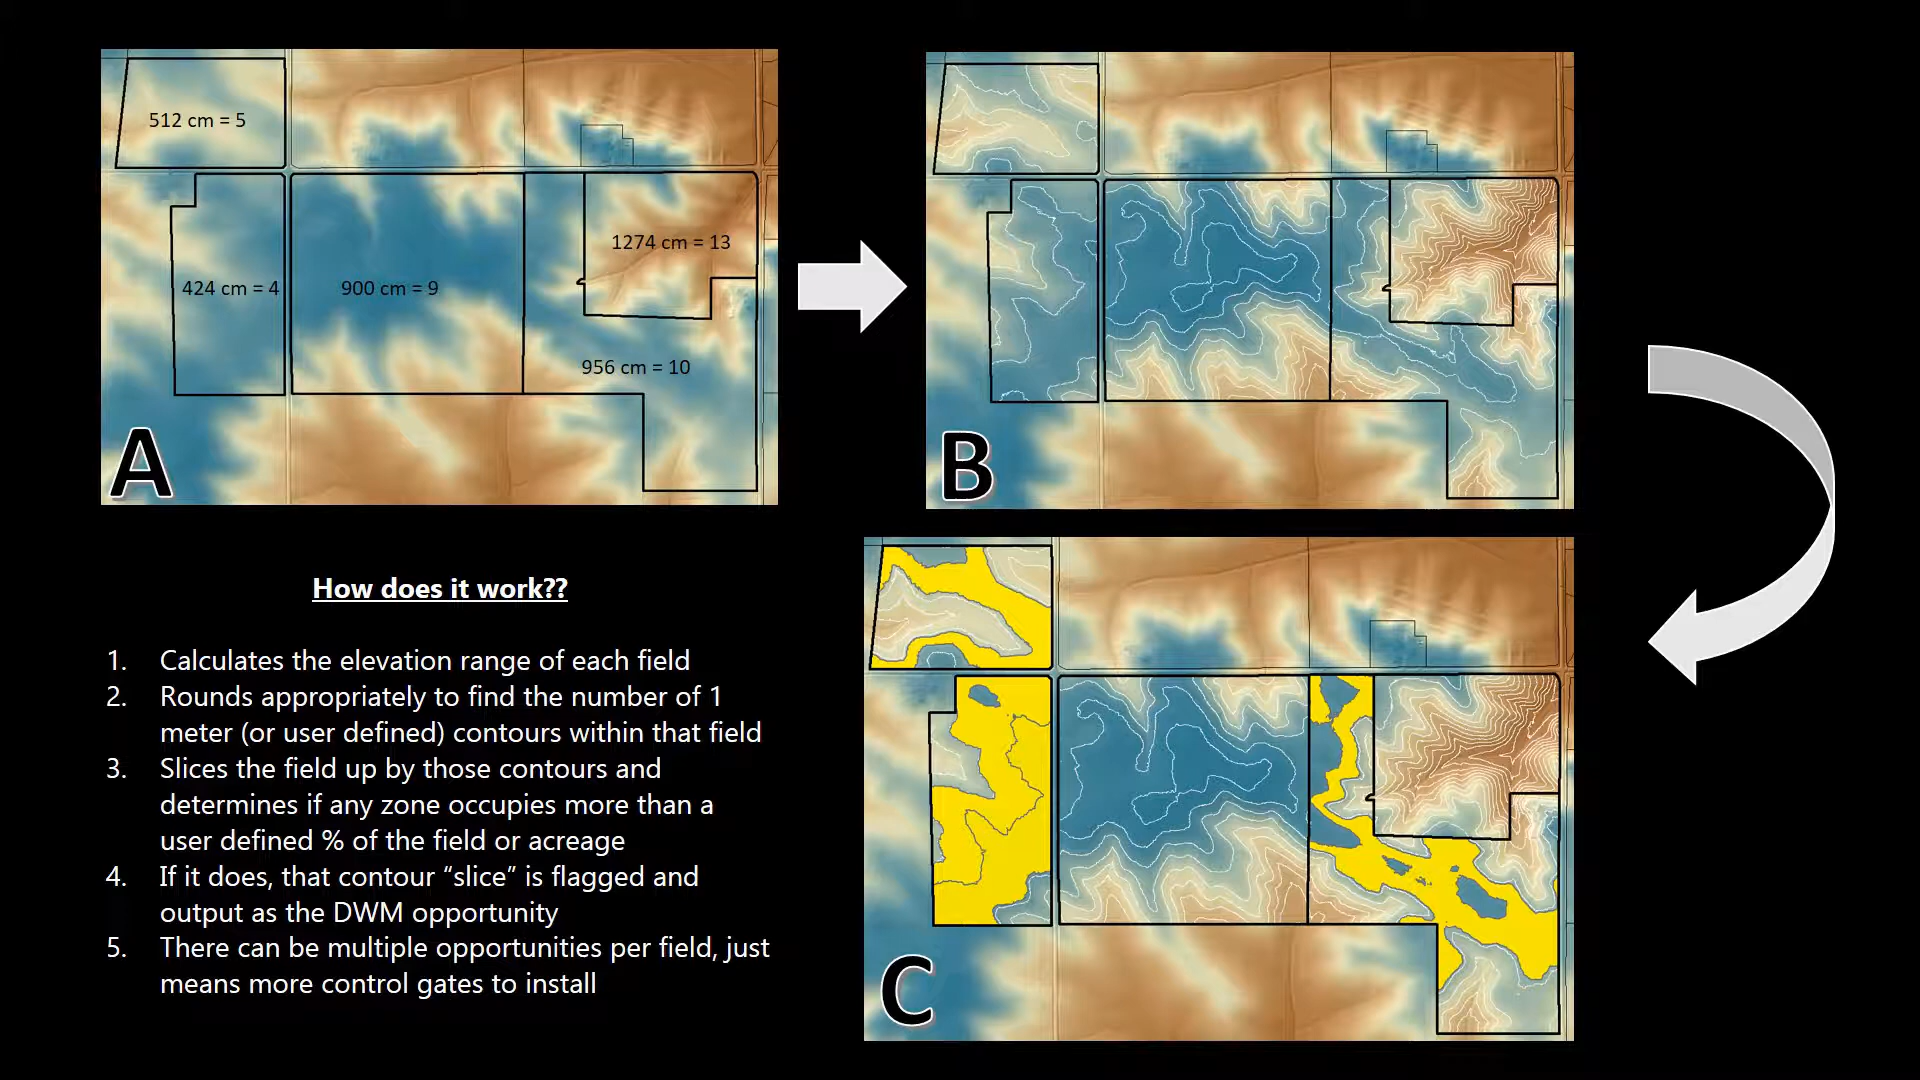 512 cm = 5
1274 cm = 13
424 cm = 4
900 cm = 9
956 cm = 10
A
B
How does it work??
1. Calculates the elevation range of each field
2. Rounds appropriately to find the number of 1
meter (or user defined) contours within that field
3. Slices the field up by those contours and
determines if any zone occupies more than a
user defined % of the field or acreage
4. If it does, that contour “slice” is flagged and
output as the DWM opportunity
5. There can be multiple opportunities per field, just
means more control gates to install
C